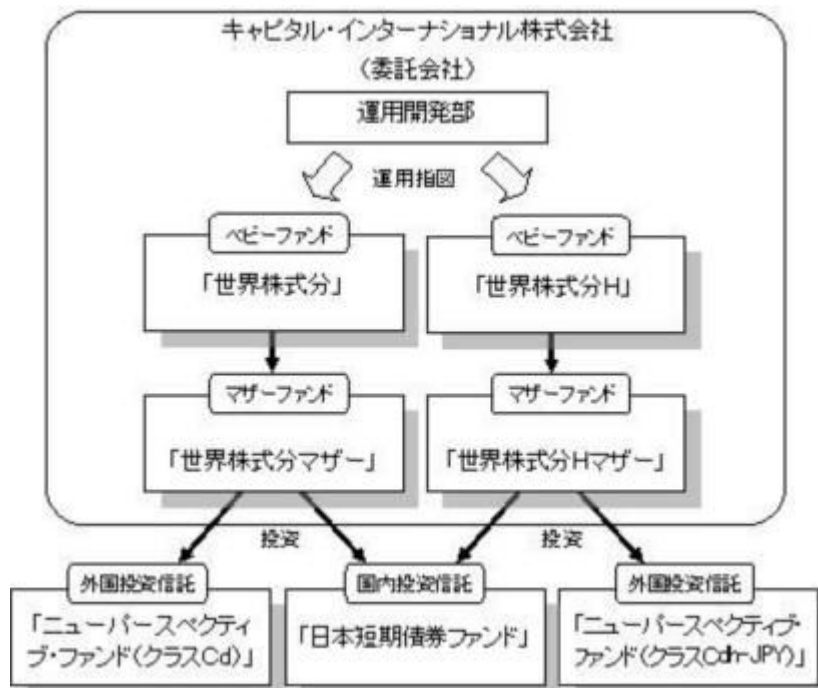 キャピタル・インターナショナル株式会社
（委託会社）
運用開発部
運用指図
ベビーファンド
「世界株式分」
ベビーファンド
「世界株式分H」
マザーファンド
「世界株式分マザー」
マザーファンド
「世界株式分Hマザー」
投資
投資
外国投資信託
「ニューパースペクティ
ブ・ファンド（クラスCd）」
国内投資信託
「日本短期債券ファンド」
外国投資信託
「ニューパースペクティブ・
ファンド（クラスCdh-JPY）」